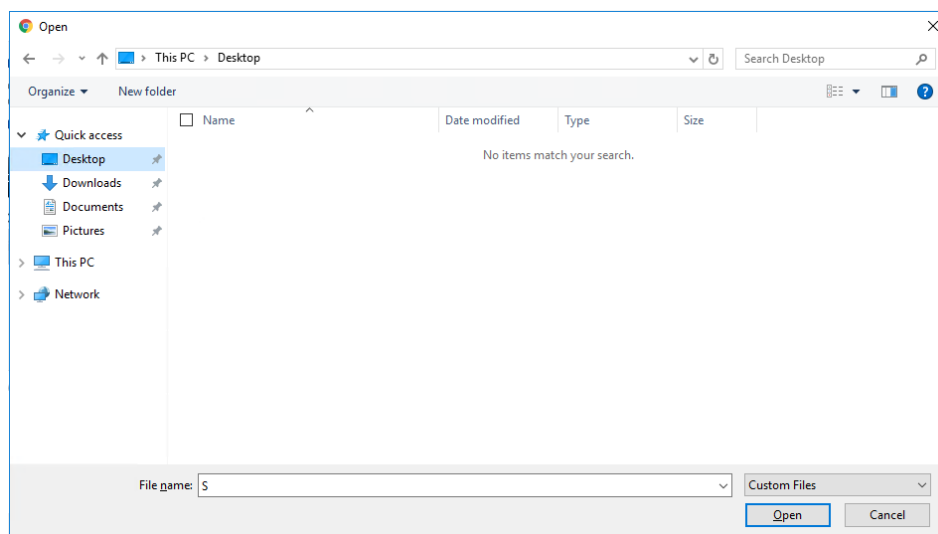 Open
This PC > Desktop
Search Desktop
Organize
New folder
Name
Date modified
Type
Size
Quick access
Desktop
Downloads
Documents
Pictures
This PC
Network
No items match your search.
File name: S
Custom Files
Open
Cancel